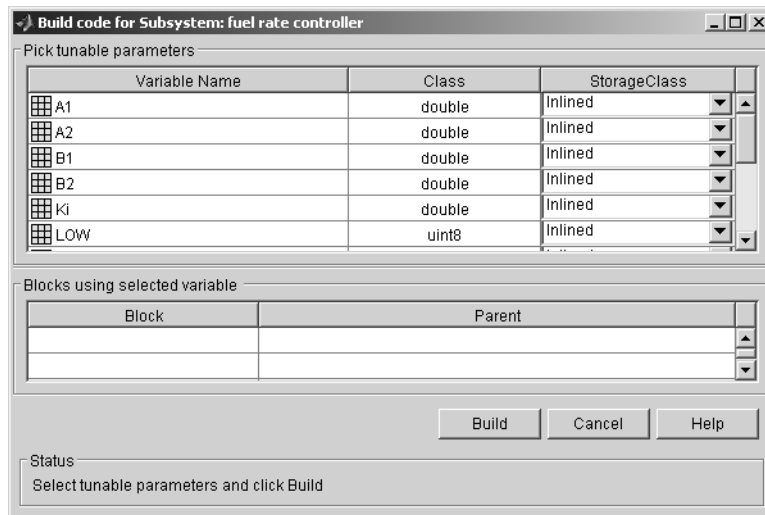 Build code for Subsystem: fuel rate controller
Pick tunable parameters
Variable Name Class StorageClass
A1 double Inlined
A2 double Inlined
B1 double Inlined
B2 double Inlined
Ki double Inlined
LOW uint8 Inlined
Blocks using selected variable
Block Parent
Build Cancel Help
Status
Select tunable parameters and click Build